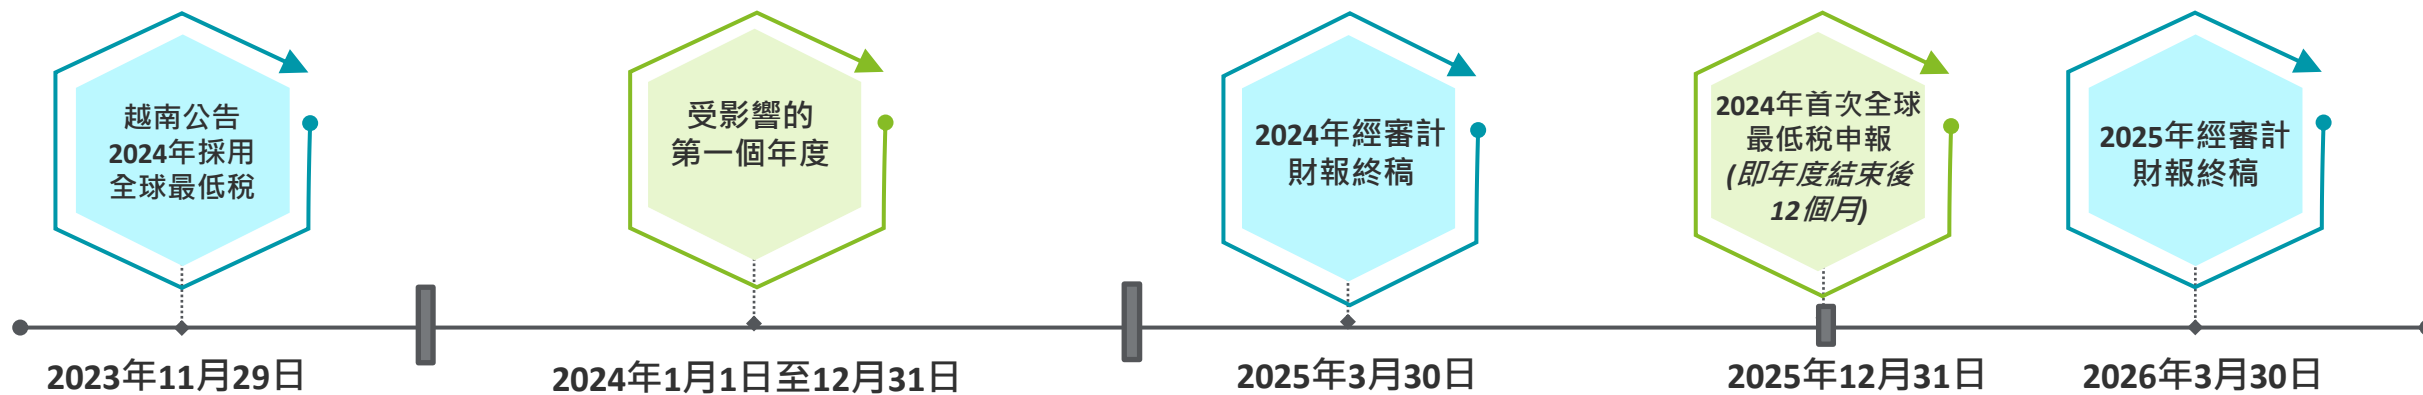 越南公告
2024年採用
全球最低稅
受影響的
第一個年度
2024年經審計
財報終稿
2024年首次全球
最低稅申報
(即年度結束後
12個月)
2025年經審計
財報終稿
2023年11月29日
2024年1月1日至12月31日
2025年3月30日
2025年12月31日
2026年3月30日